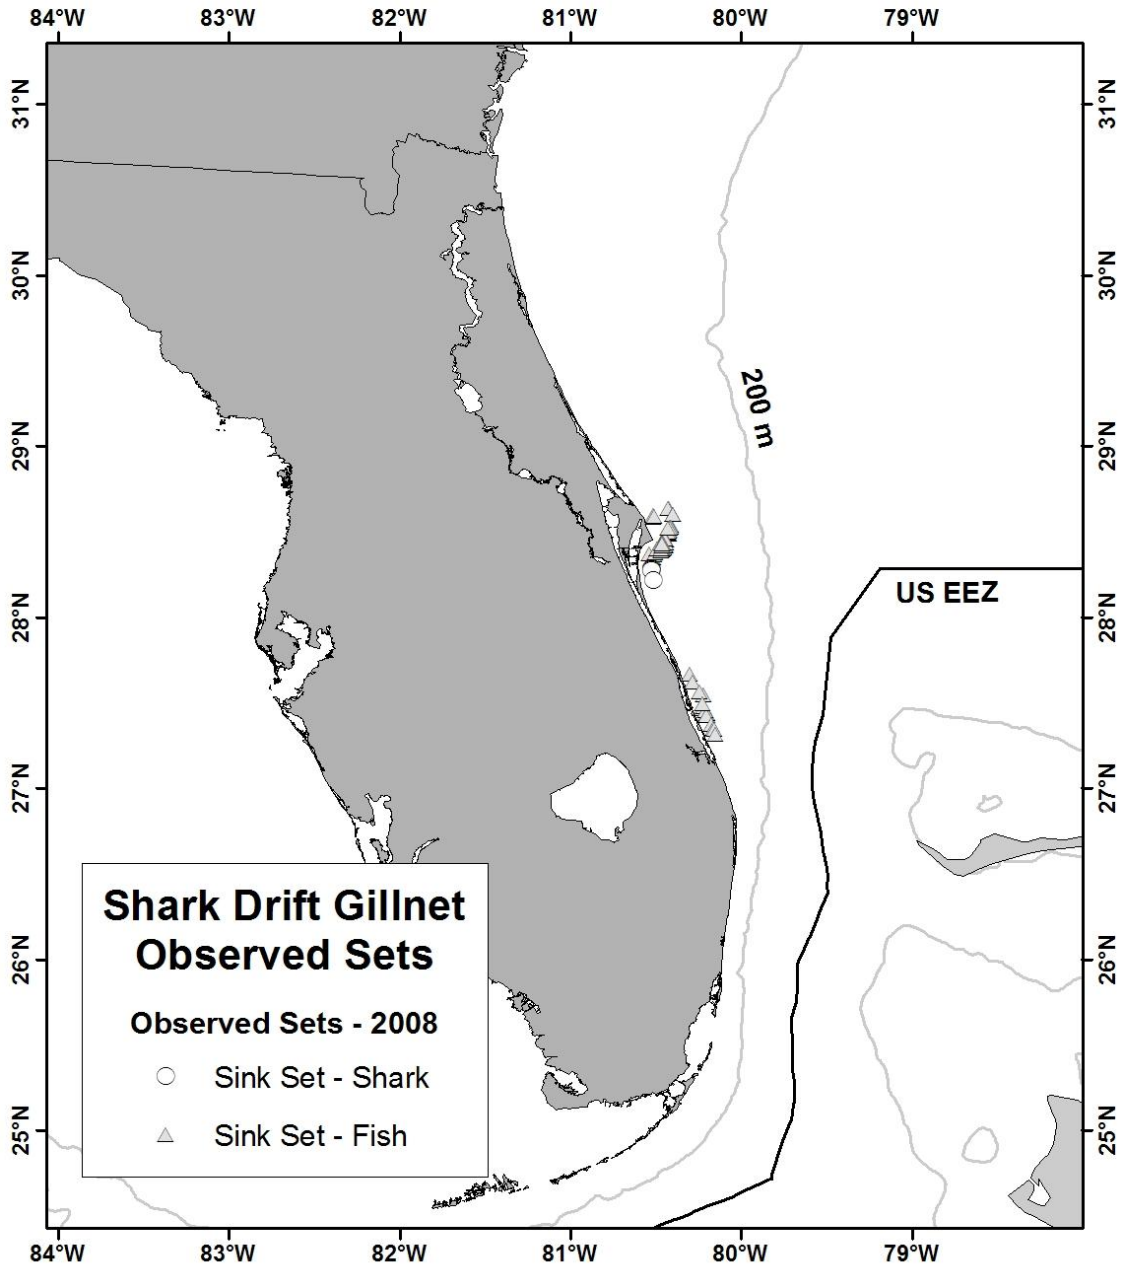 84°W 83°W 82°W 81°W 80°W 79°W
31°N 31°N
30°N 30°N
200 m
29°N 29°N
US EEZ
28°N 28°N
27°N 27°N
Shark Drift Gillnet
Observed Sets
26°N 26°N
Observed Sets - 2008
Sink Set - Shark
Sink Set - Fish
25°N 25°N
84°W 83°W 82°W 81°W 80°W 79°W